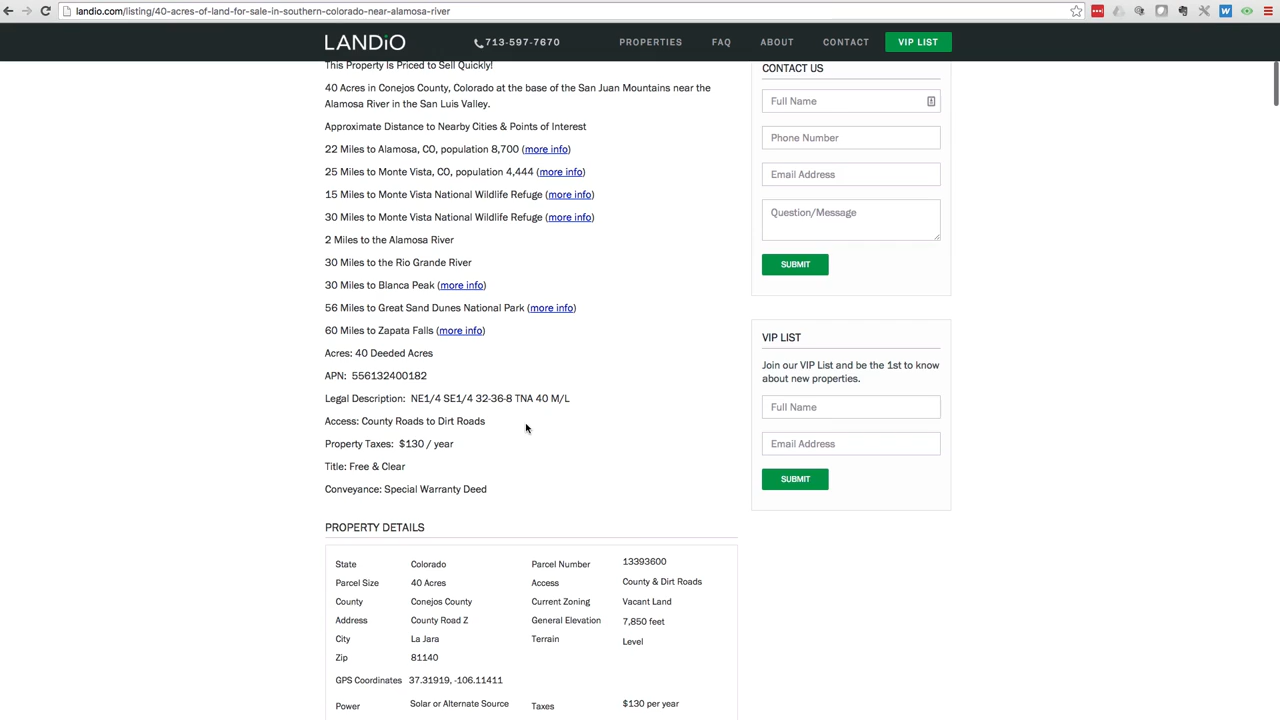 landio.com/listing/40-acres-of-land-for-sale-in-southern-colorado-near-alamosa-river
LANDiO
713-597-7670
PROPERTIES
FAQ
ABOUT
CONTACT
VIP LIST
This Property Is Priced to Sell Quickly!
40 Acres in Conejos County, Colorado at the base of the San Juan Mountains near the
Alamosa River in the San Luis Valley.
Approximate Distance to Nearby Cities & Points of Interest
22 Miles to Alamosa, CO, population 8,700 (more info)
25 Miles to Monte Vista, CO, population 4,444 (more info)
15 Miles to Monte Vista National Wildlife Refuge (more info)
30 Miles to Monte Vista National Wildlife Refuge (more info)
2 Miles to the Alamosa River
30 Miles to the Rio Grande River
30 Miles to Blanca Peak (more info)
56 Miles to Great Sand Dunes National Park (more info)
60 Miles to Zapata Falls (more info)
Acres: 40 Deeded Acres
APN: 556132400182
Legal Description: NE1/4 SE1/4 32-36-8 TNA 40 M/L
Access: County Roads to Dirt Roads
Property Taxes: $130 / year
Title: Free & Clear
Conveyance: Special Warranty Deed
PROPERTY DETAILS
State Colorado Parcel Number 13393600
Parcel Size 40 Acres Access County & Dirt Roads
County Conejos County Current Zoning Vacant Land
Address County Road Z General Elevation 7,850 feet
City La Jara Terrain Level
Zip 81140
GPS Coordinates 37.31919, -106.11411
Power Solar or Alternate Source Taxes $130 per year
CONTACT US
Full Name
Phone Number
Email Address
Question/Message
SUBMIT
VIP LIST
Join our VIP List and be the 1st to know
about new properties.
Full Name
Email Address
SUBMIT